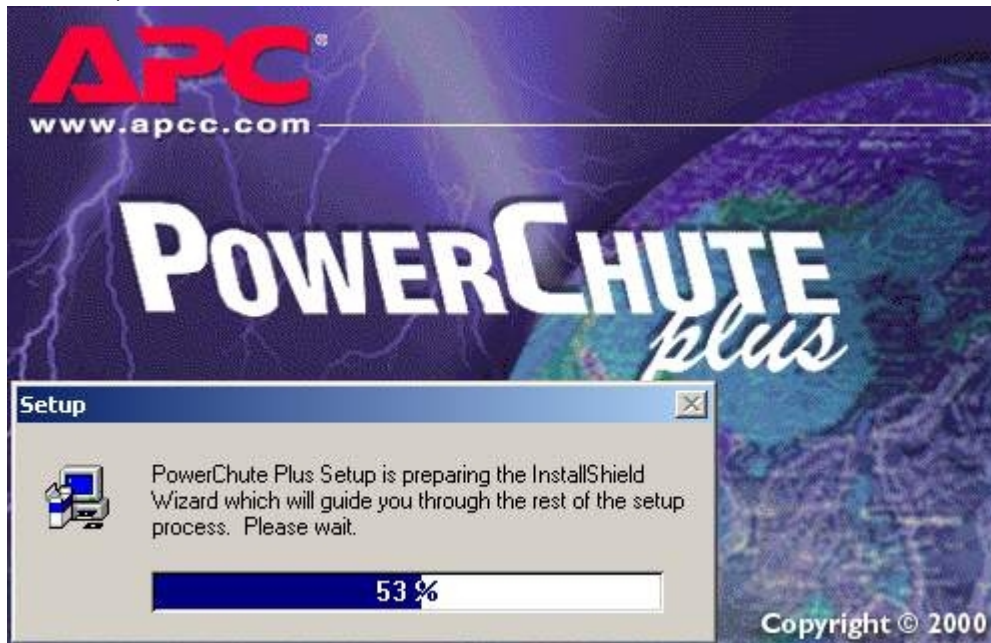 APC®
www.apcc.com
POWERCHUTE
plus
Setup
PowerChute Plus Setup is preparing the InstallShield
Wizard which will guide you through the rest of the setup
process.  Please wait.
53 %
Copyright © 2000